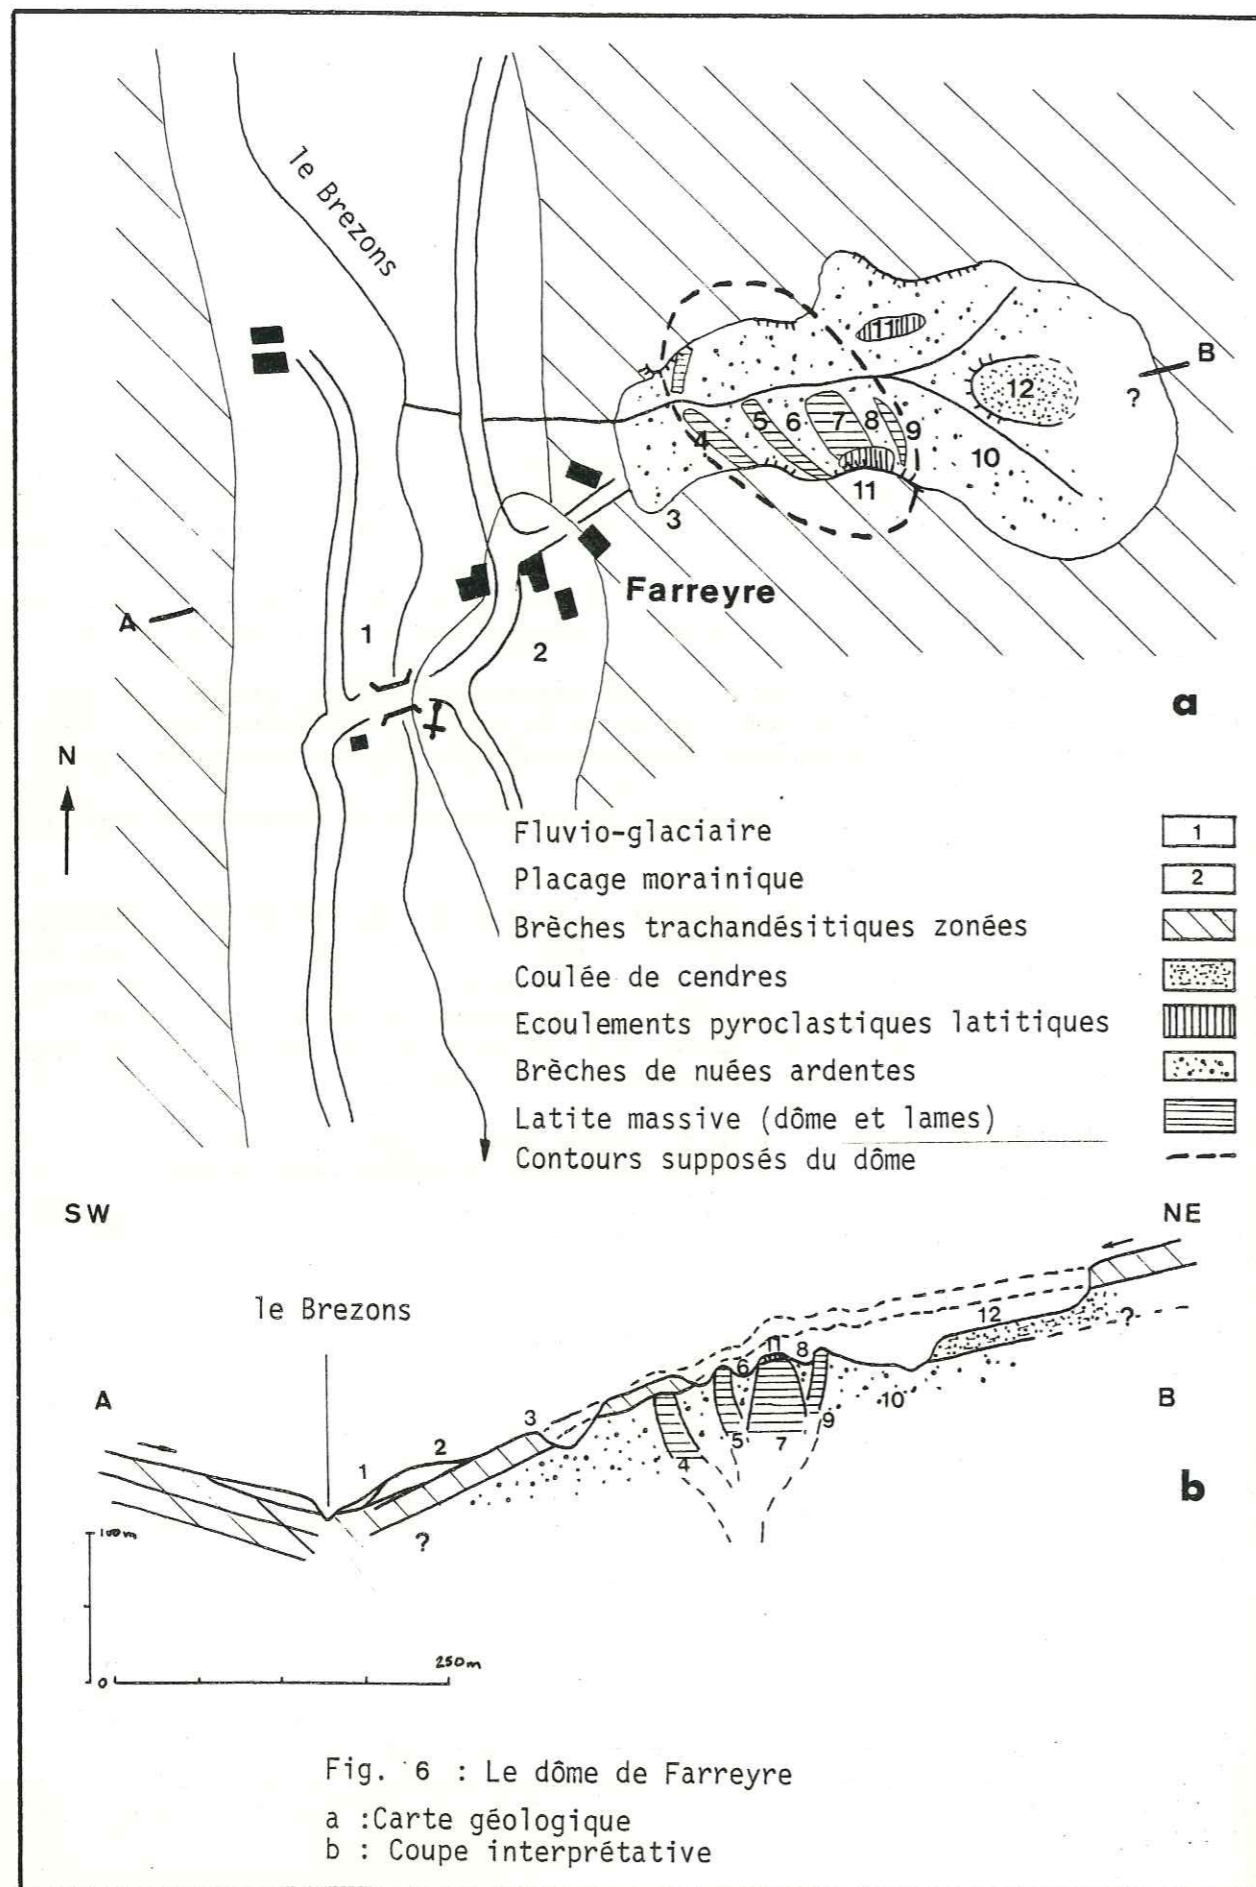 le Brezons
B
11
12
?
5
6
7
8
9
4
10
11
3
Farreyre
A
1
2
a
N
Fluvio-glaciaire 1
Placage morainique 2
Brèches trachandésitiques zonées
Coulée de cendres
Ecoulements pyroclastiques latitiques
Brèches de nuées ardentes
Latite massive (dôme et lames)
Contours supposés du dôme
SW
NE
le Brezons
12
?
11
8
6
A
B
10
3
9
5
7
2
4
1
b
?
100m
250m
0
Fig. 6 : Le dôme de Farreyre
a :Carte géologique
b : Coupe interprétative